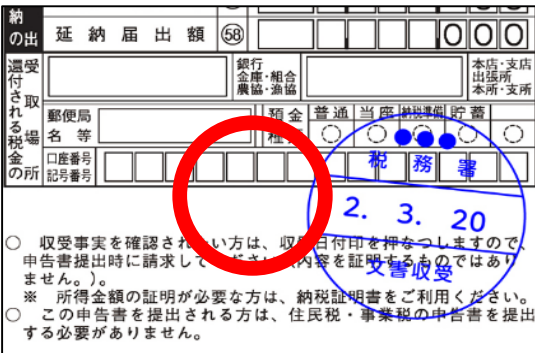 納
の出 延納届出額 58 000
還付される税金の受取場所
銀行
金庫・組合
農協・漁協
本店・支店
出張所
本所・支所
郵便局
名等
預金
種 普通 当座 納税準備 貯蓄
口座番号
記号番号
税務署
2. 3. 20
文書収受
○ 収受事実を確認され い方は、収 日付印を押なつしますので、
申告書提出時に請求して ださい 内容を証明するものではあり
ません。)。
※ 所得金額の証明が必要な方は、納税証明書をご利用ください。
○ この申告書を提出される方は、住民税・事業税の申告書を提出
する必要がありません。